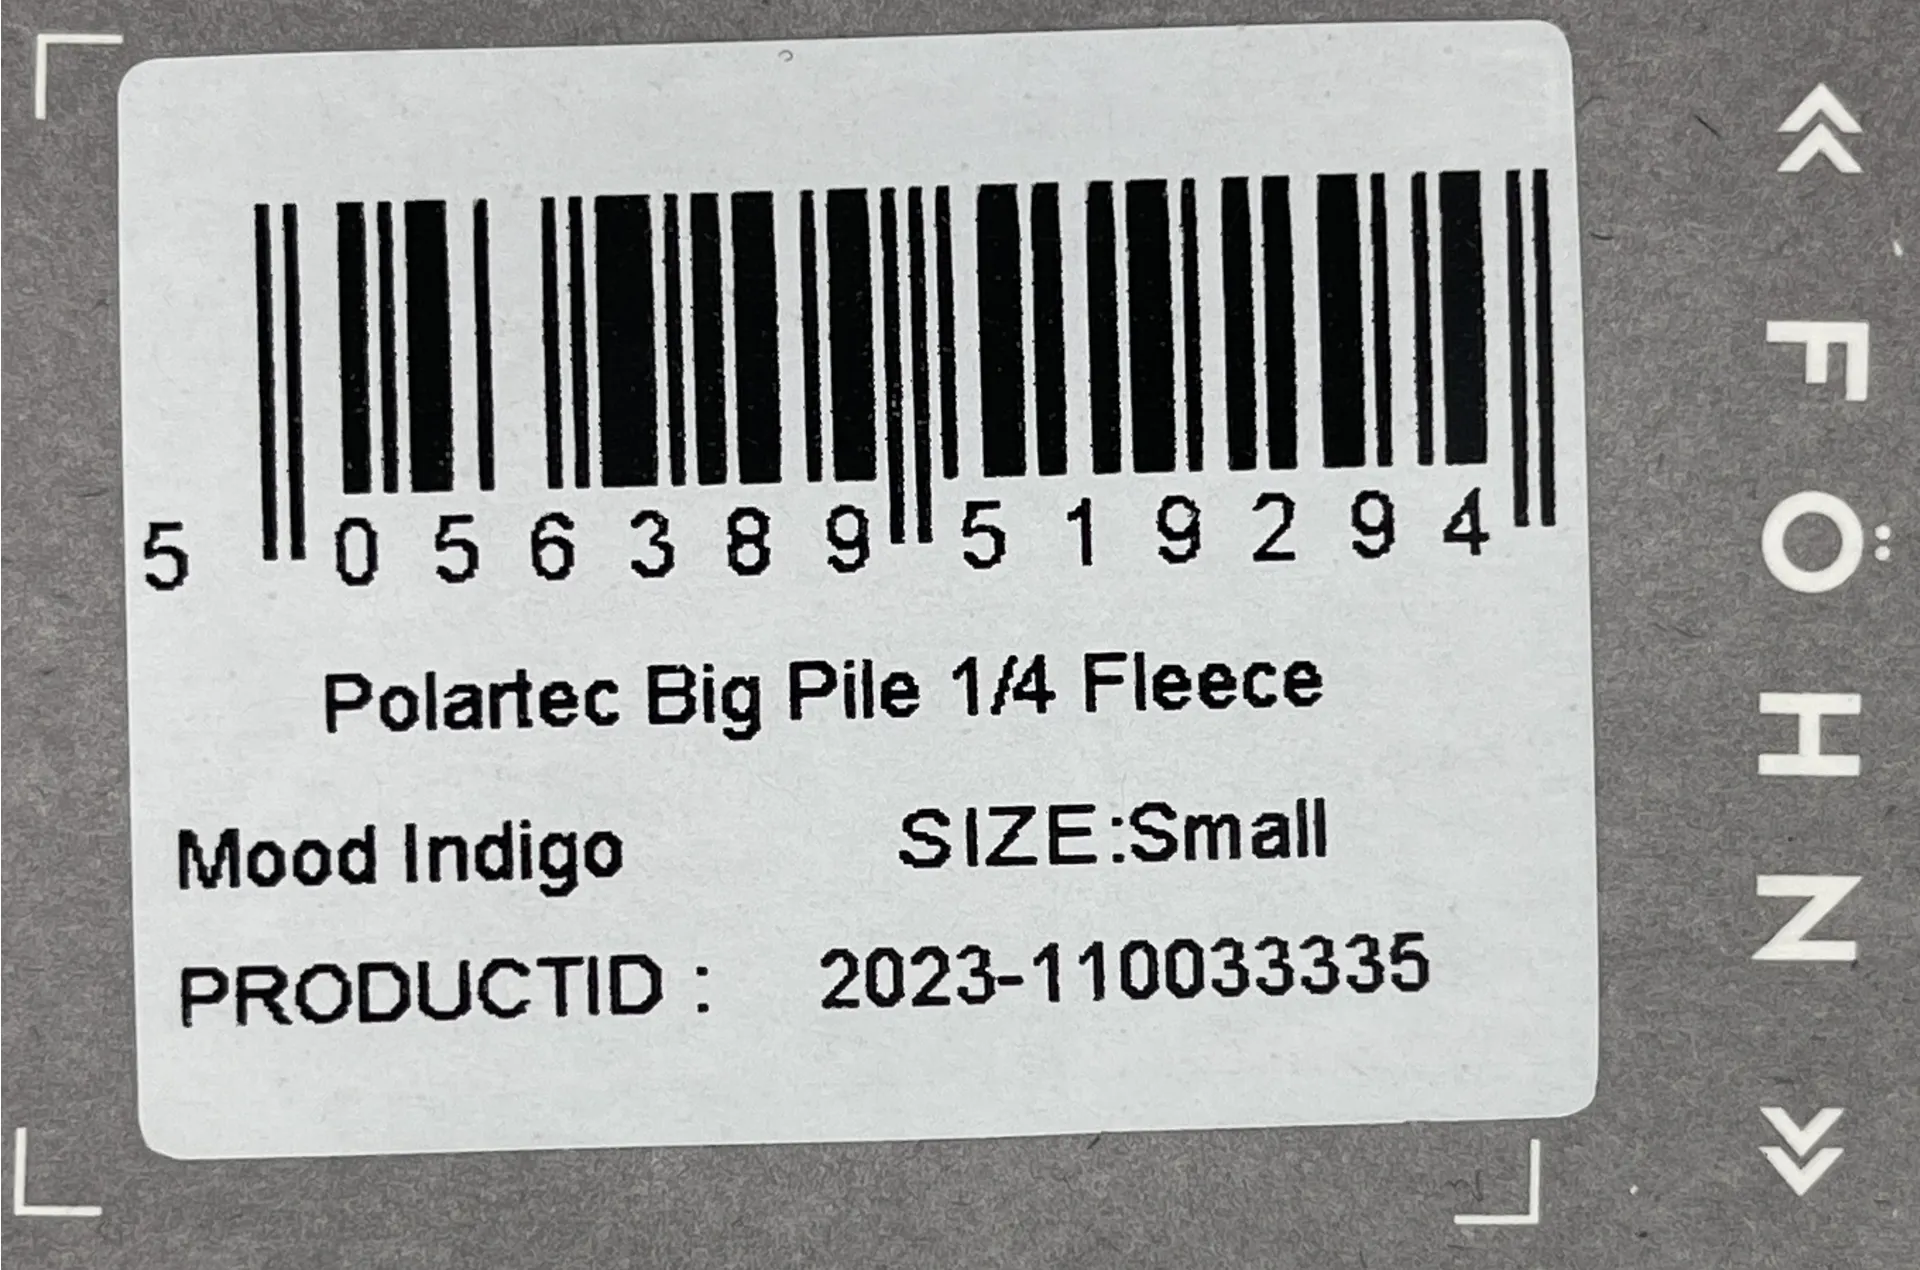 5 056389 519294
Polartec Big Pile 1/4 Fleece
Mood Indigo SIZE:Small
PRODUCTID : 2023-110033335
FÖHN